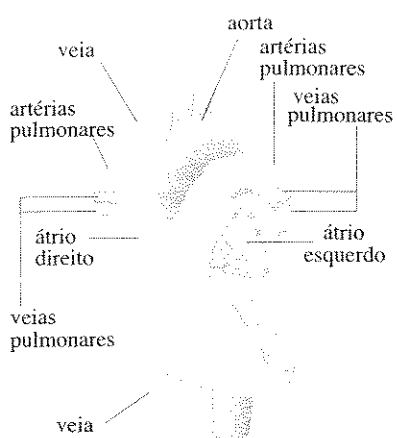 aorta
veia
artérias
pulmonares
veias
pulmonares
artérias
pulmonares
átrio
direito
átrio
esquerdo
veias
pulmonares
veia